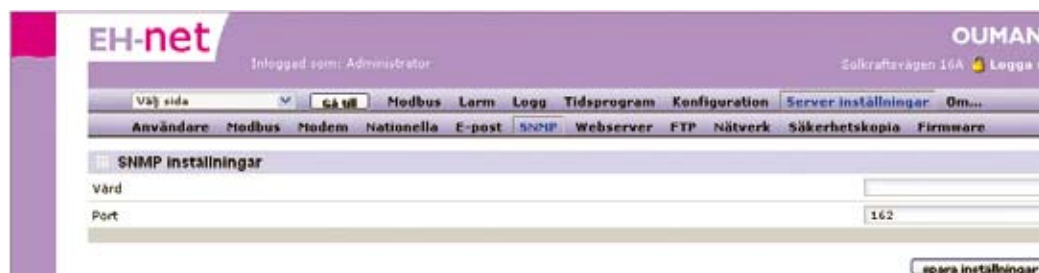 EH-net
OUMAN
Inloggad som: Administrator
Solkraftsvägen 16A Logga
Välj sida Gå till Modbus Larm Logg Tidsprogram Konfiguration Server inställningar Om...
Användare Modbus Modem Nationella E-post SNMP Webserver FTP Nätverk Säkerhetskopia Firmware
SNMP inställningar
Värd
Port 162
spara inställningar